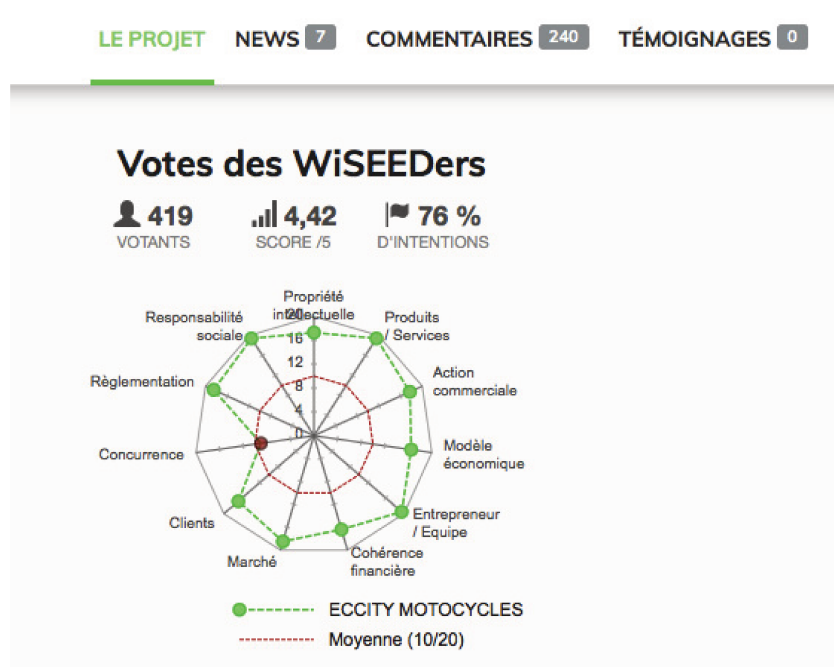 LE PROJET NEWS 7 COMMENTAIRES 240 TÉMOIGNAGES 0
Votes des WiSEEDers
419 4,42 76 %
VOTANTS SCORE /5 D'INTENTIONS
Propriété
intellectuelle
Produits
/ Services
Action
commerciale
Modèle
économique
Entrepreneur
/ Equipe
Cohérence
financière
Marché
Clients
Concurrence
Règlementation
Responsabilité
sociale
20
16
12
8
4
0
ECCITY MOTOCYCLES
Moyenne (10/20)